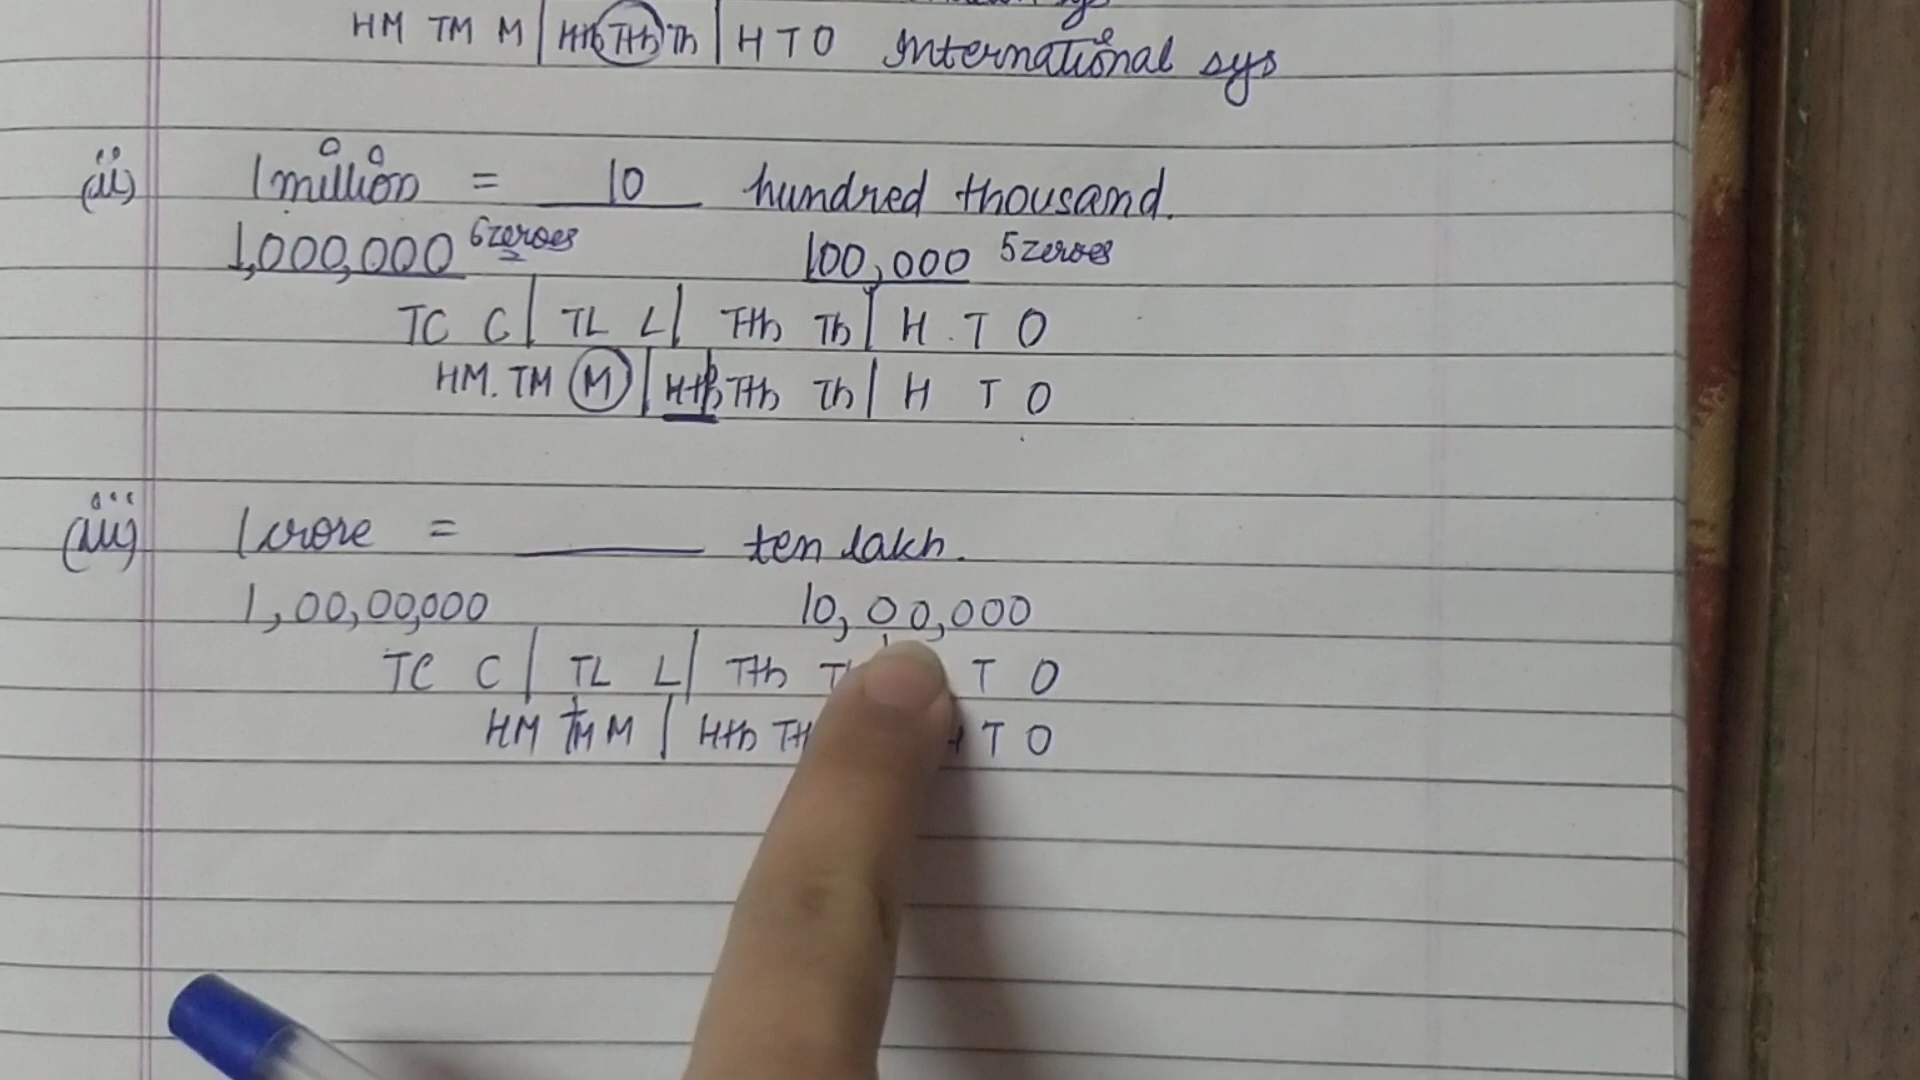 HM TM M | Hth Tth Th | H T O International sys
(ii) 1 million = 10 hundred thousand.
1,000,000 6 zeroes 100,000 5 zeroes
TC C | TL L | Tth Th | H T O
HM. TM M | Hth Tth Th | H T O
(iii) 1 crore = ____ ten lakh.
1,00,00,000 10,00,000
TC C | TL L | Tth T O
HM TM M | Hth T O